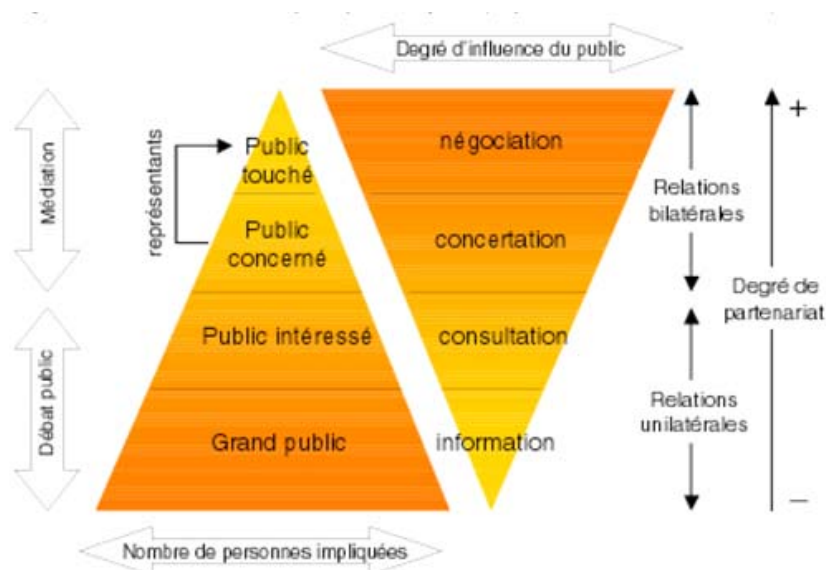 Degré d'influence du public
Médiation
représentants
Public
touché
négociation
Public
concerné
concertation
Relations
bilatérales
+
Degré de
partenariat
Débat public
Public intéressé
consultation
Grand public
information
Relations
unilatérales
–
Nombre de personnes impliquées